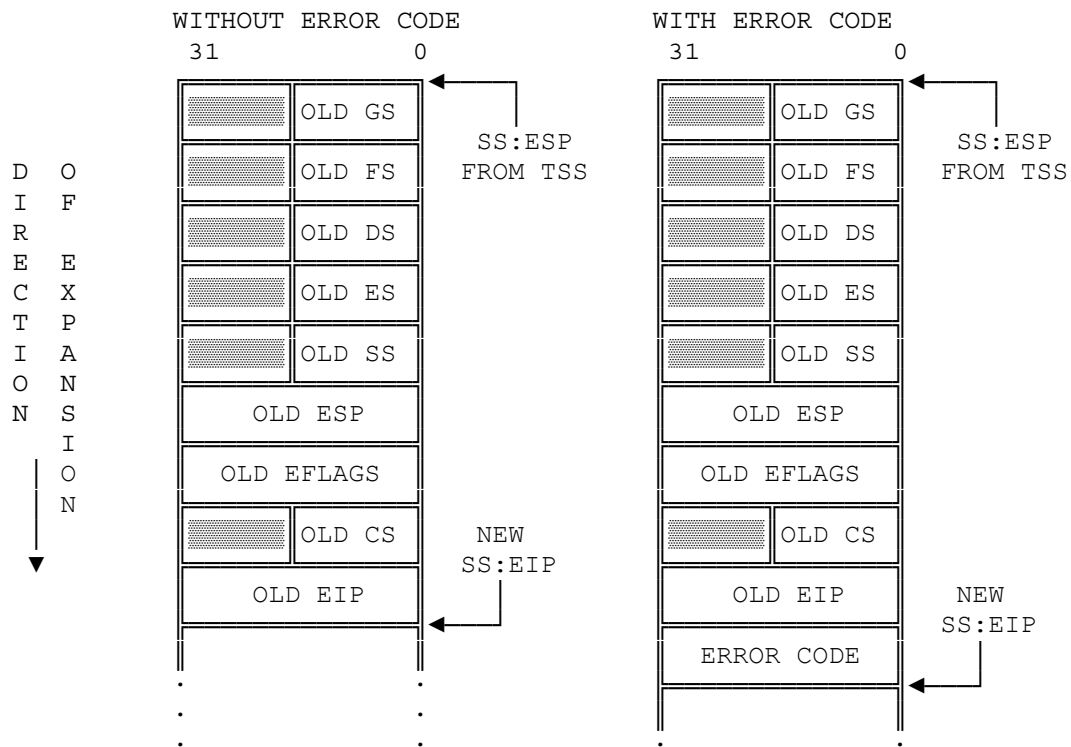 WITHOUT ERROR CODE
31 0
OLD GS
SS:ESP
FROM TSS
OLD FS
OLD DS
OLD ES
OLD SS
OLD ESP
OLD EFLAGS
OLD CS
NEW
SS:EIP
OLD EIP
WITH ERROR CODE
31 0
OLD GS
SS:ESP
FROM TSS
OLD FS
OLD DS
OLD ES
OLD SS
OLD ESP
OLD EFLAGS
OLD CS
OLD EIP
NEW
SS:EIP
ERROR CODE
DIRECTION
OF EXPANSION